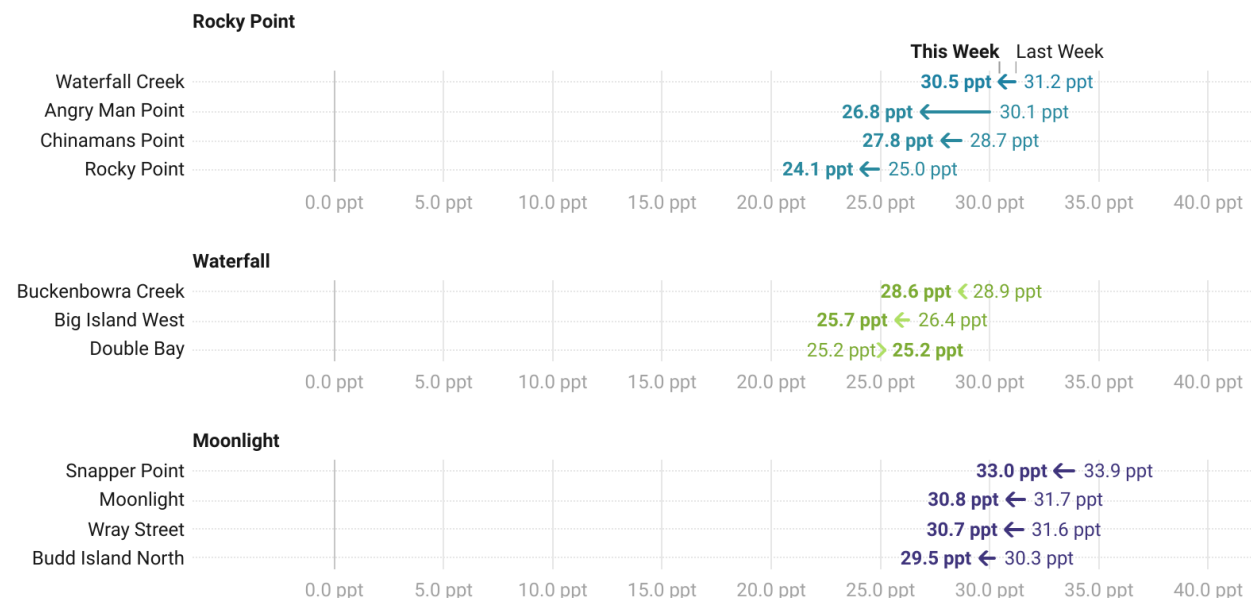 Rocky Point
This Week Last Week
Waterfall Creek 30.5 ppt 31.2 ppt
Angry Man Point 26.8 ppt 30.1 ppt
Chinamans Point 27.8 ppt 28.7 ppt
Rocky Point 24.1 ppt 25.0 ppt
0.0 ppt 5.0 ppt 10.0 ppt 15.0 ppt 20.0 ppt 25.0 ppt 30.0 ppt 35.0 ppt 40.0 ppt
Waterfall
Buckenbowra Creek 28.6 ppt 28.9 ppt
Big Island West 25.7 ppt 26.4 ppt
Double Bay 25.2 ppt 25.2 ppt
0.0 ppt 5.0 ppt 10.0 ppt 15.0 ppt 20.0 ppt 25.0 ppt 30.0 ppt 35.0 ppt 40.0 ppt
Moonlight
Snapper Point 33.0 ppt 33.9 ppt
Moonlight 30.8 ppt 31.7 ppt
Wray Street 30.7 ppt 31.6 ppt
Budd Island North 29.5 ppt 30.3 ppt
0.0 ppt 5.0 ppt 10.0 ppt 15.0 ppt 20.0 ppt 25.0 ppt 30.0 ppt 35.0 ppt 40.0 ppt